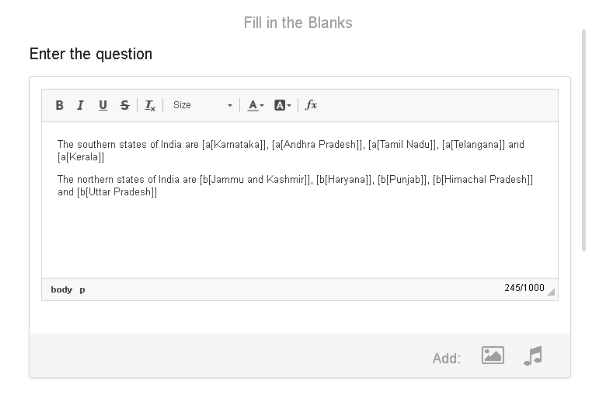 Fill in the Blanks
Enter the question
B I U S Tx Size A A fx
The southern states of India are [a[Karnataka]], [a[Andhra Pradesh]], [a[Tamil Nadu]], [a[Telangana]] and
[a[Kerala]]
The northern states of India are [b[Jammu and Kashmir]], [b[Haryana]], [b[Punjab]], [b[Himachal Pradesh]]
and [b[Uttar Pradesh]]
body p 245/1000
Add: